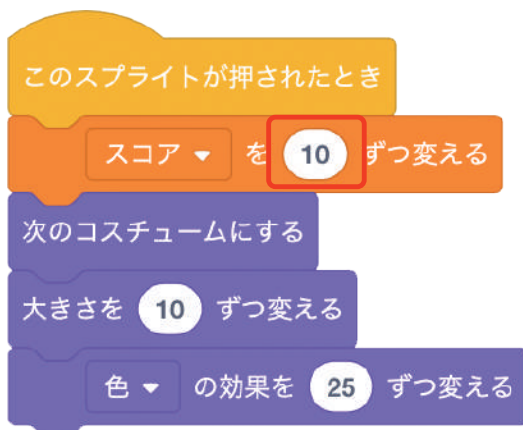 このスプライトが押されたとき
スコア を 10 ずつ変える
次のコスチュームにする
大きさを 10 ずつ変える
色 の効果を 25 ずつ変える